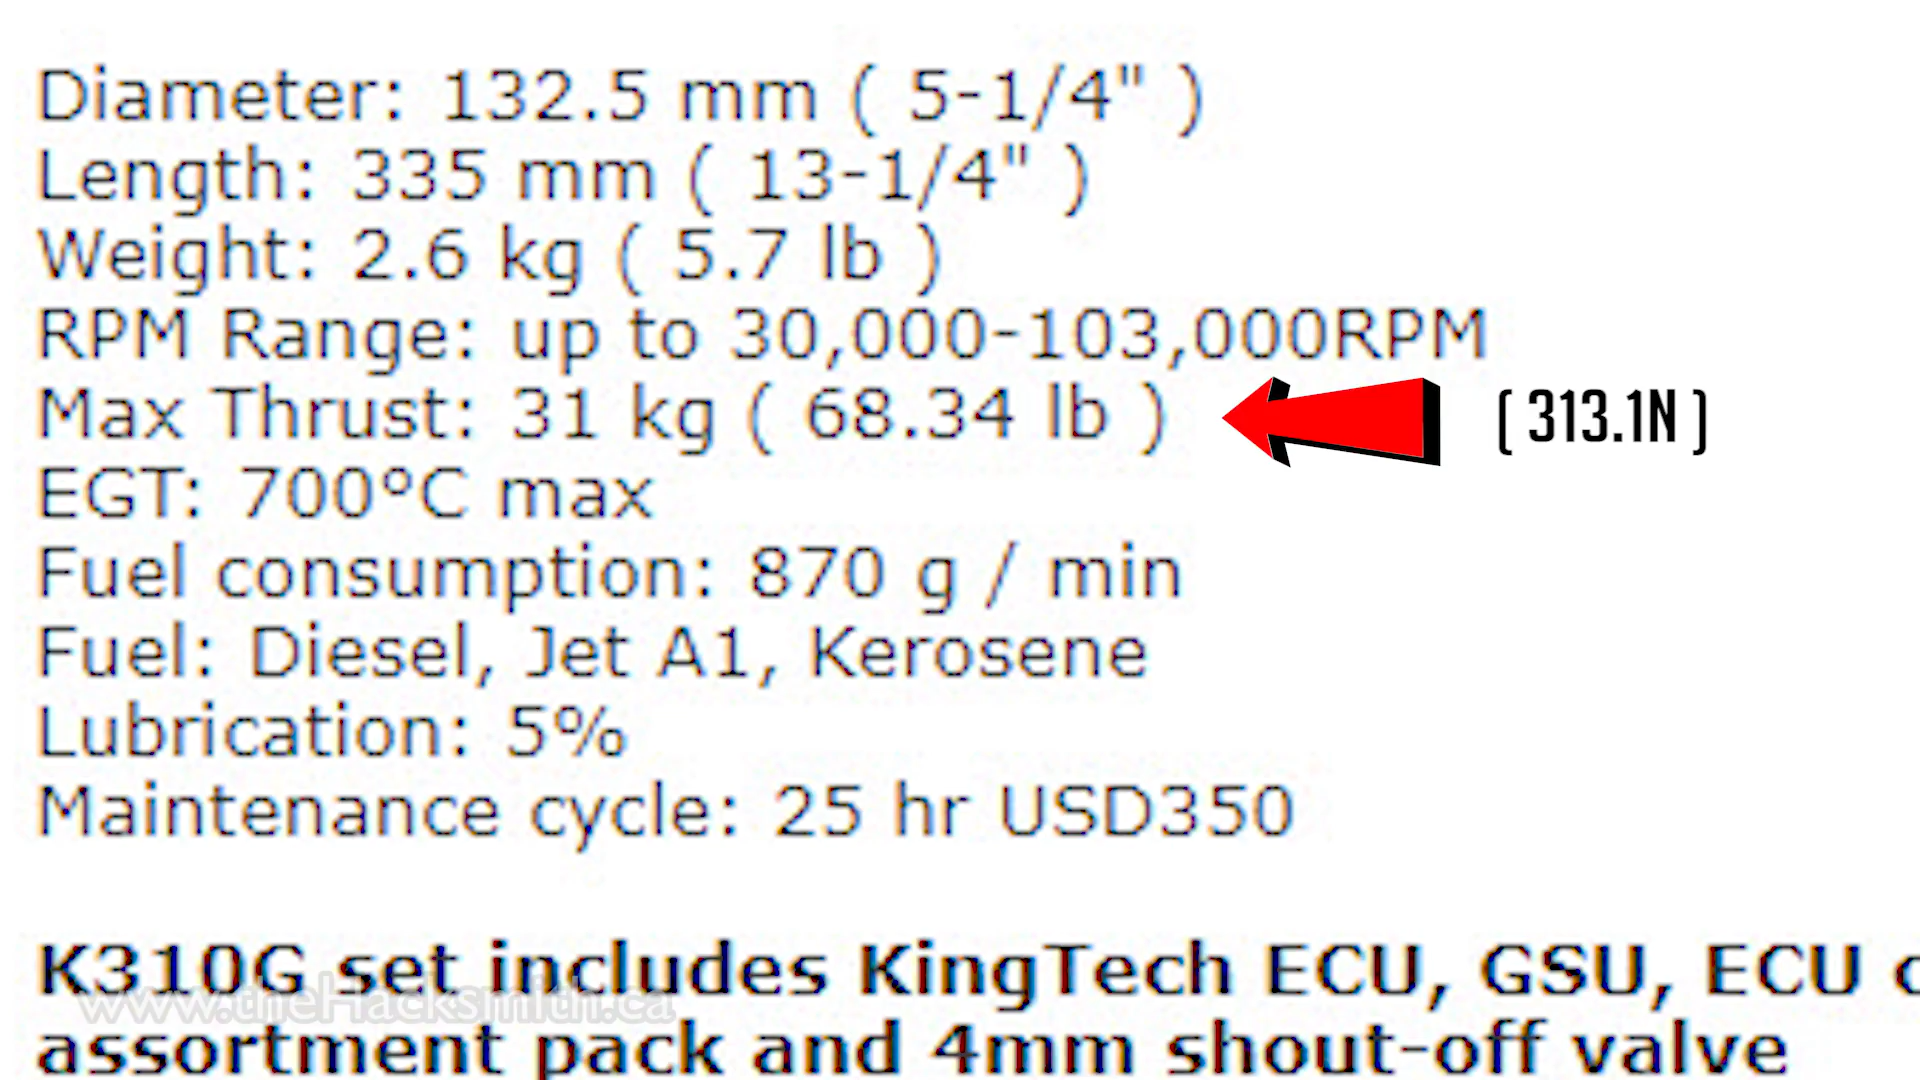 Diameter: 132.5 mm ( 5-1/4" )
Length: 335 mm ( 13-1/4" )
Weight: 2.6 kg ( 5.7 lb )
RPM Range: up to 30,000-103,000RPM
Max Thrust: 31 kg ( 68.34 lb ) ( 313.1N )
EGT: 700°C max
Fuel consumption: 870 g / min
Fuel: Diesel, Jet A1, Kerosene
Lubrication: 5%
Maintenance cycle: 25 hr USD350
K310G set includes KingTech ECU, GSU, ECU
www.theHacksmith.ca
assortment pack and 4mm shout-off valve